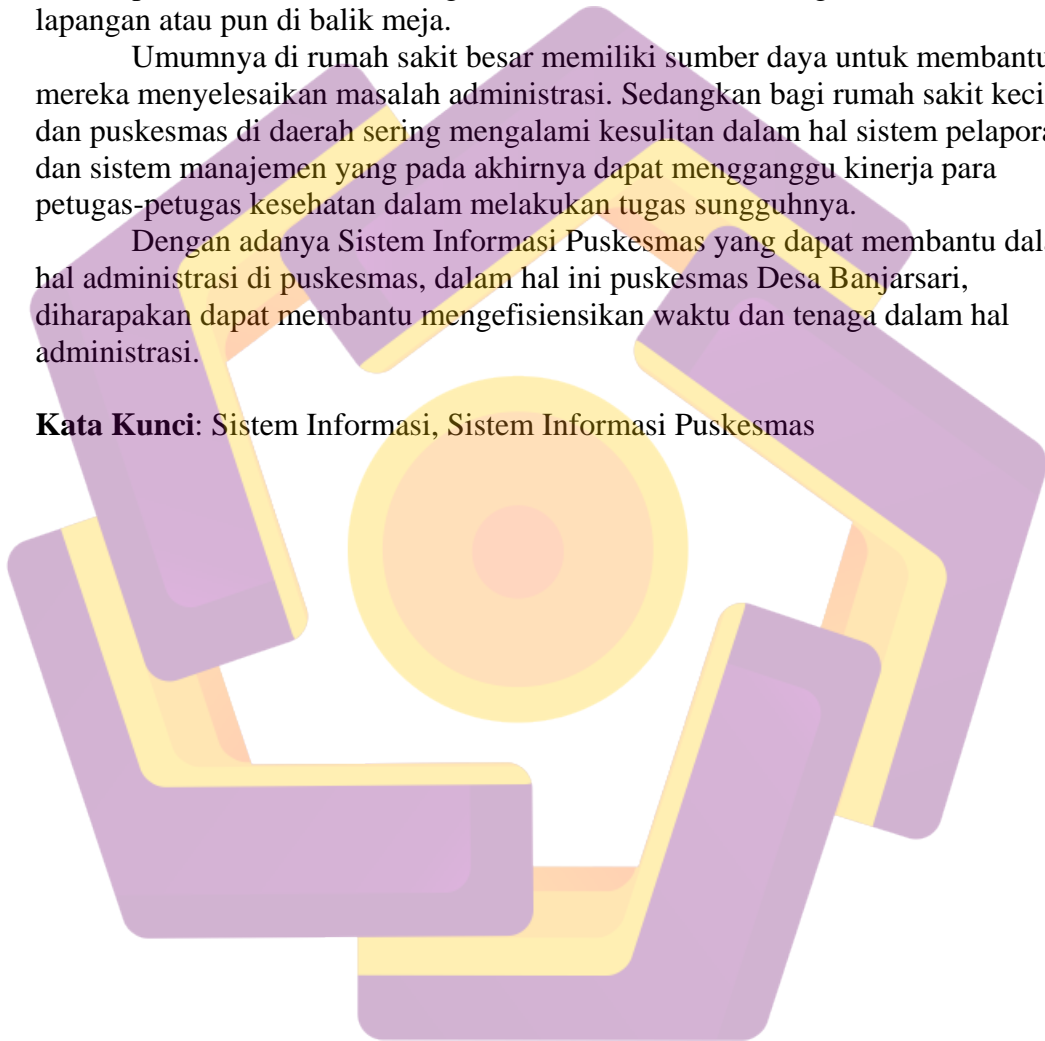 lapangan atau pun di balik meja.
Umumnya di rumah sakit besar memiliki sumber daya untuk membantu
mereka menyelesaikan masalah administrasi. Sedangkan bagi rumah sakit keci
dan puskesmas di daerah sering mengalami kesulitan dalam hal sistem pelapora
dan sistem manajemen yang pada akhirnya dapat mengganggu kinerja para
petugas-petugas kesehatan dalam melakukan tugas sungguhnya.
Dengan adanya Sistem Informasi Puskesmas yang dapat membantu dala
hal administrasi di puskesmas, dalam hal ini puskesmas Desa Banjarsari,
diharapakan dapat membantu mengefisiensikan waktu dan tenaga dalam hal
administrasi.
Kata Kunci: Sistem Informasi, Sistem Informasi Puskesmas